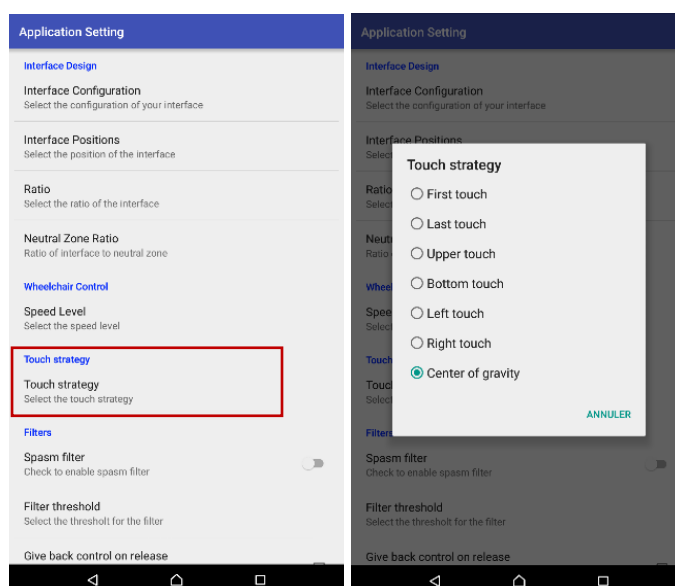 Application Setting
Interface Design
Interface Configuration
Select the configuration of your interface
Interface Positions
Select the position of the interface
Ratio
Select the ratio of the interface
Neutral Zone Ratio
Ratio of interface to neutral zone
Wheelchair Control
Speed Level
Select the speed level
Touch strategy
Touch strategy
Select the touch strategy
Filters
Spasm filter
Check to enable spasm filter
Filter threshold
Select the thresholt for the filter
Give back control on release
Application Setting
Interface Design
Interface Configuration
Select the configuration of your interface
Interface Positions
Touch strategy
First touch
Last touch
Upper touch
Bottom touch
Left touch
Right touch
Center of gravity
ANNULER
Filters
Spasm filter
Check to enable spasm filter
Filter threshold
Select the thresholt for the filter
Give back control on release